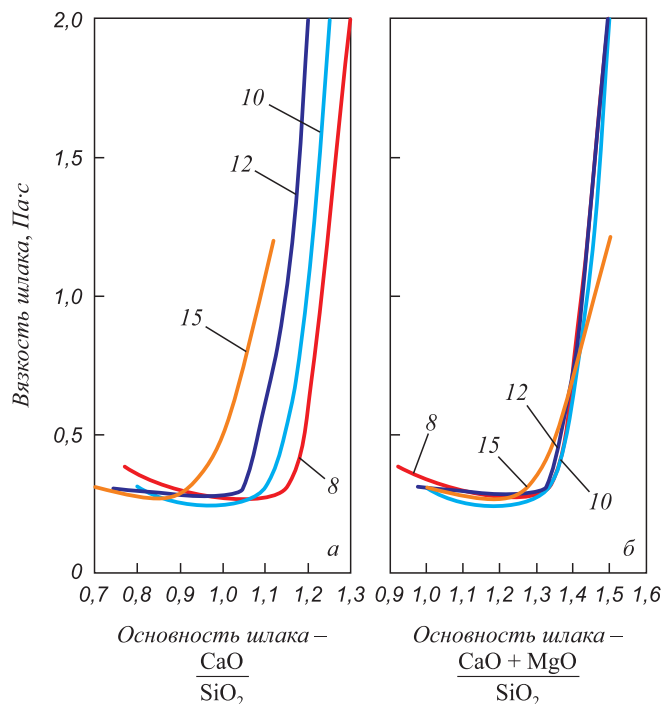 Вязкость шлака, Па·с
2,0
1,5
1,0
0,5
0
10
12
15
8
а
0,7 0,8 0,9 1,0 1,1 1,2 1,3
Основность шлака –
CaO
SiO₂
8
12
15
10
б
0,9 1,0 1,1 1,2 1,3 1,4 1,5 1,6
Основность шлака –
CaO + MgO
SiO₂